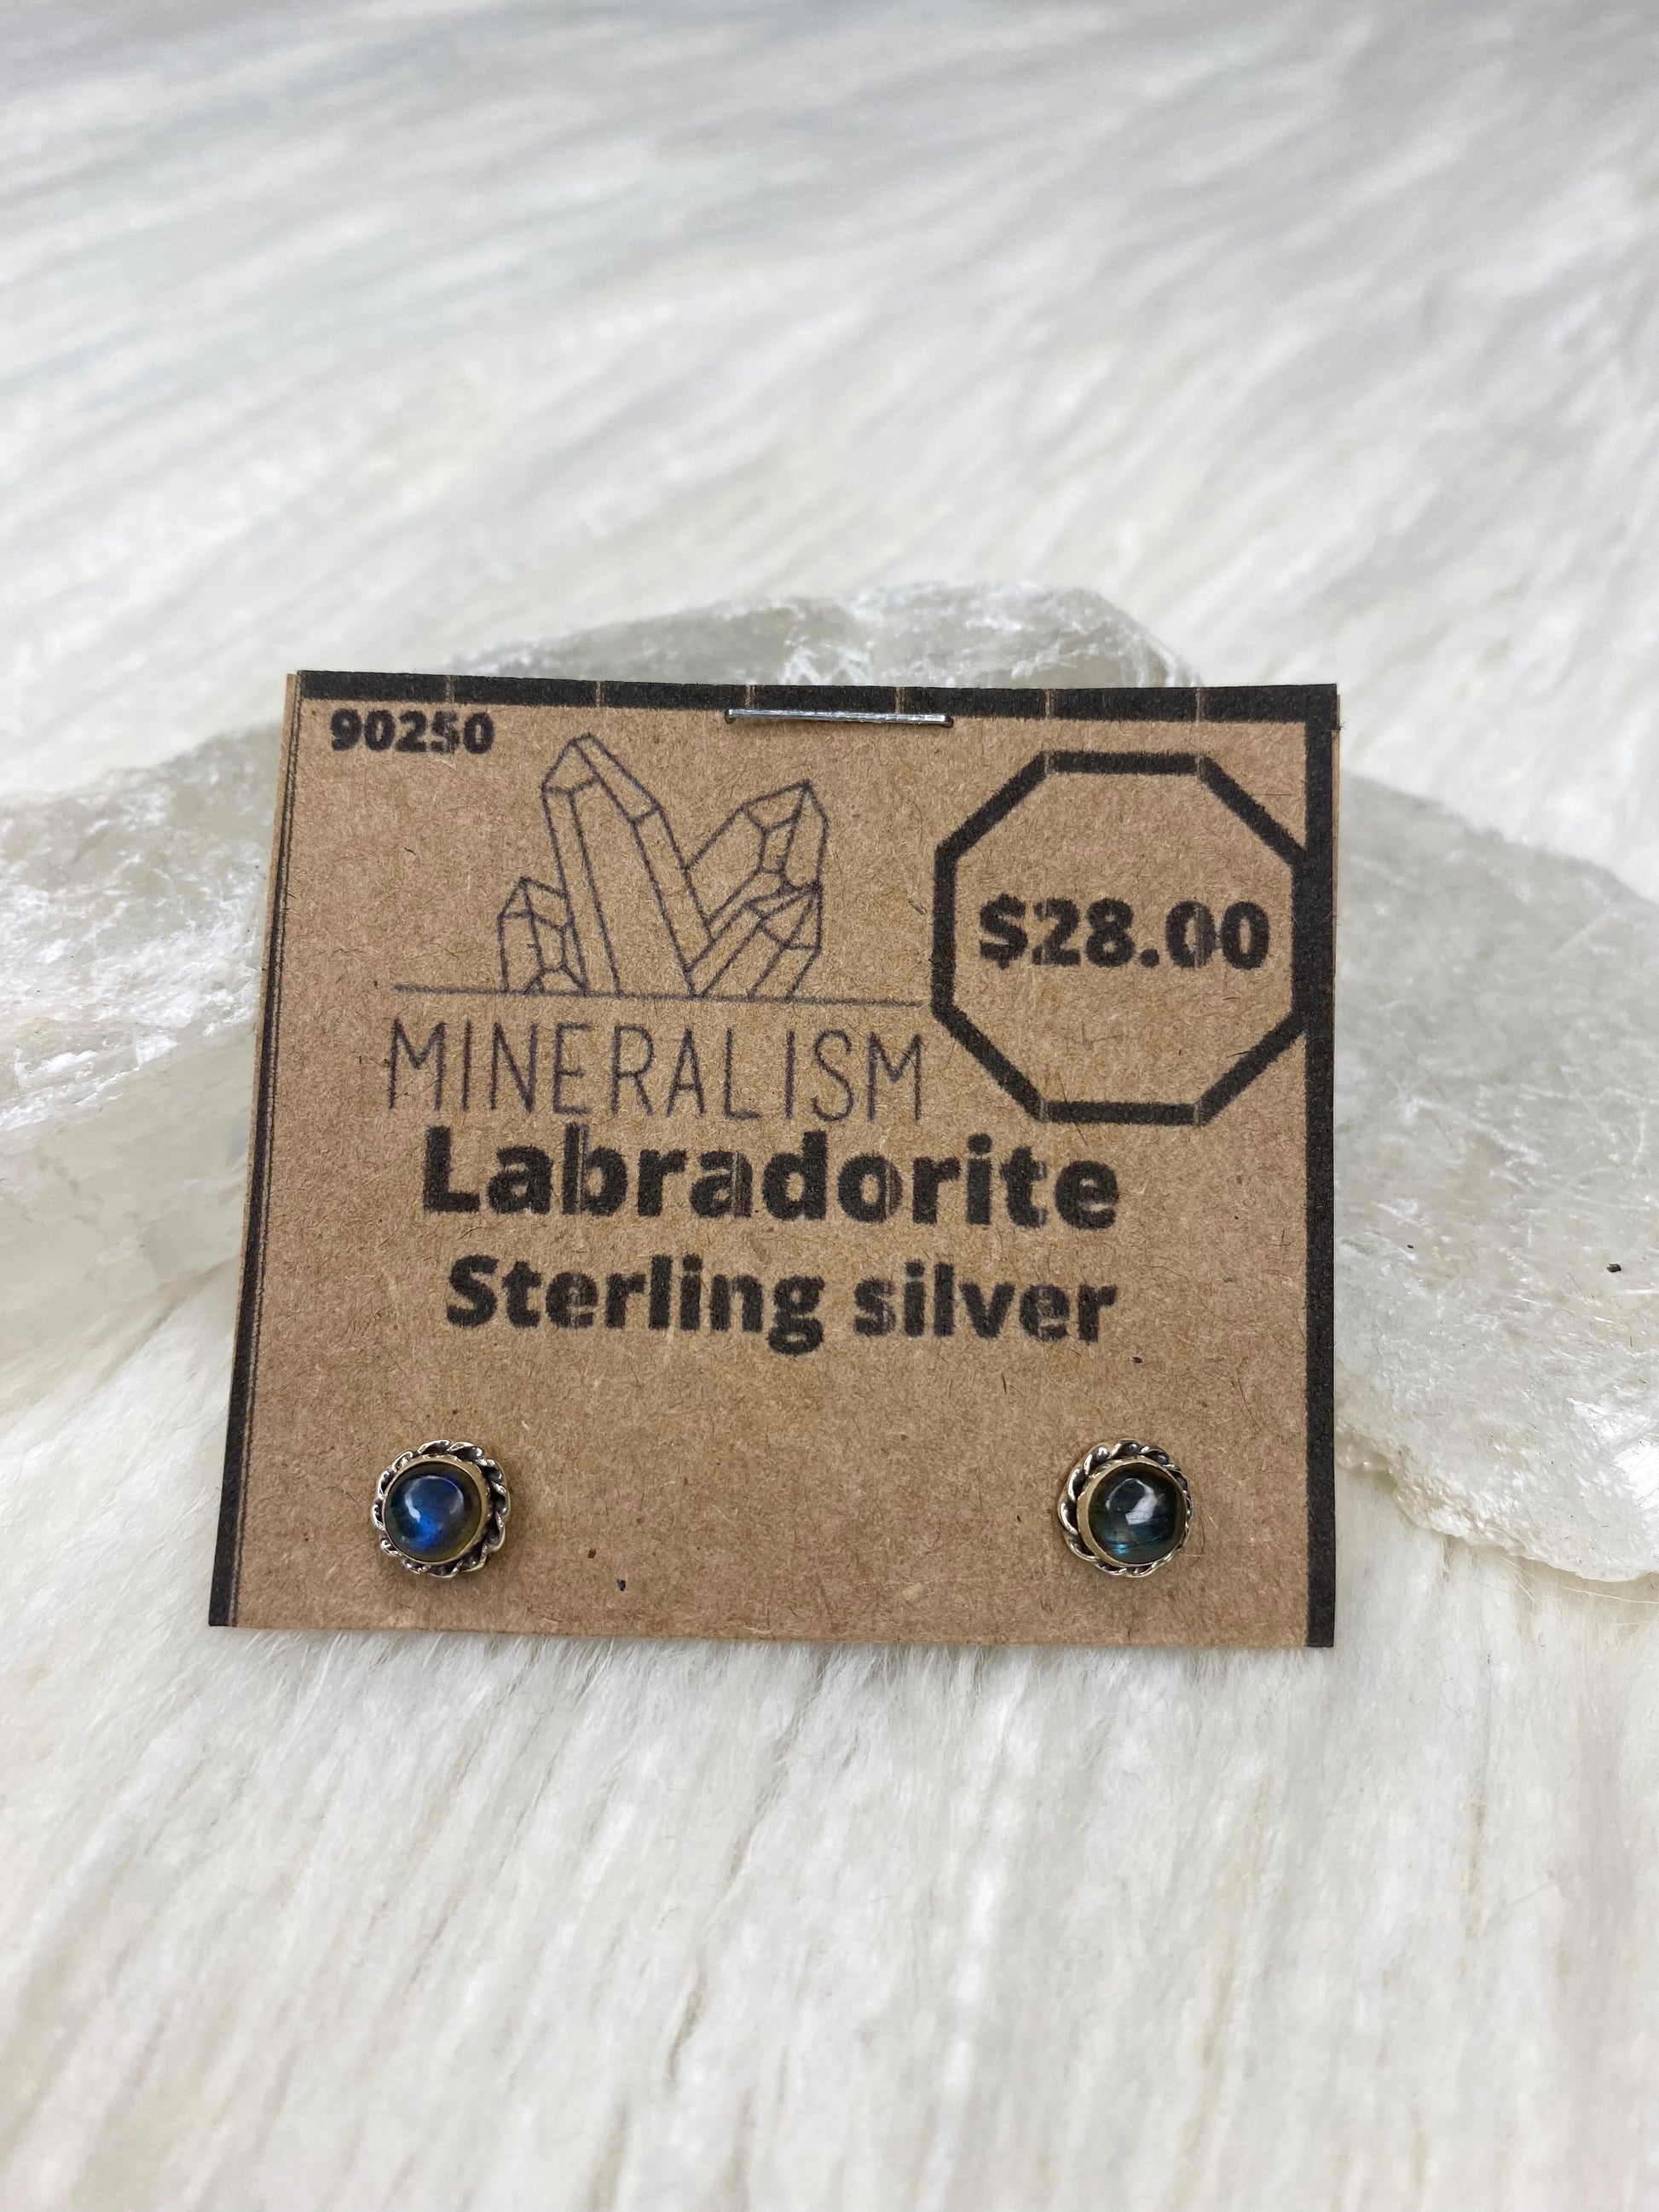 90250
$28.00
MINERALISM
Labradorite
Sterling silver